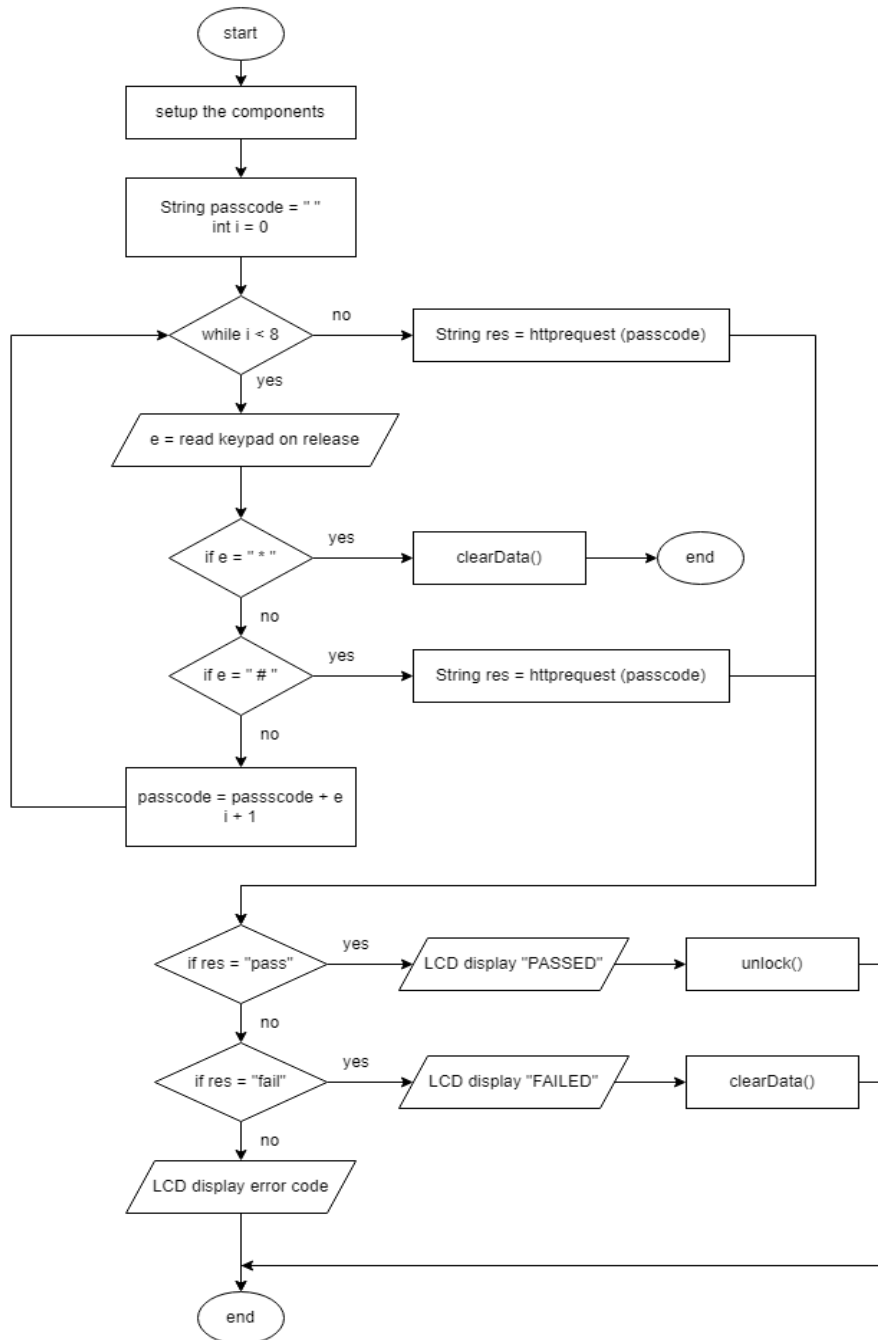 start
setup the components
String passcode = " "
int i = 0
while i < 8
no
String res = httprequest (passcode)
yes
e = read keypad on release
if e = " * "
yes
clearData()
end
no
if e = " # "
yes
String res = httprequest (passcode)
no
passcode = passscode + e
i + 1
if res = "pass"
yes
LCD display "PASSED"
unlock()
no
if res = "fail"
yes
LCD display "FAILED"
clearData()
no
LCD display error code
end